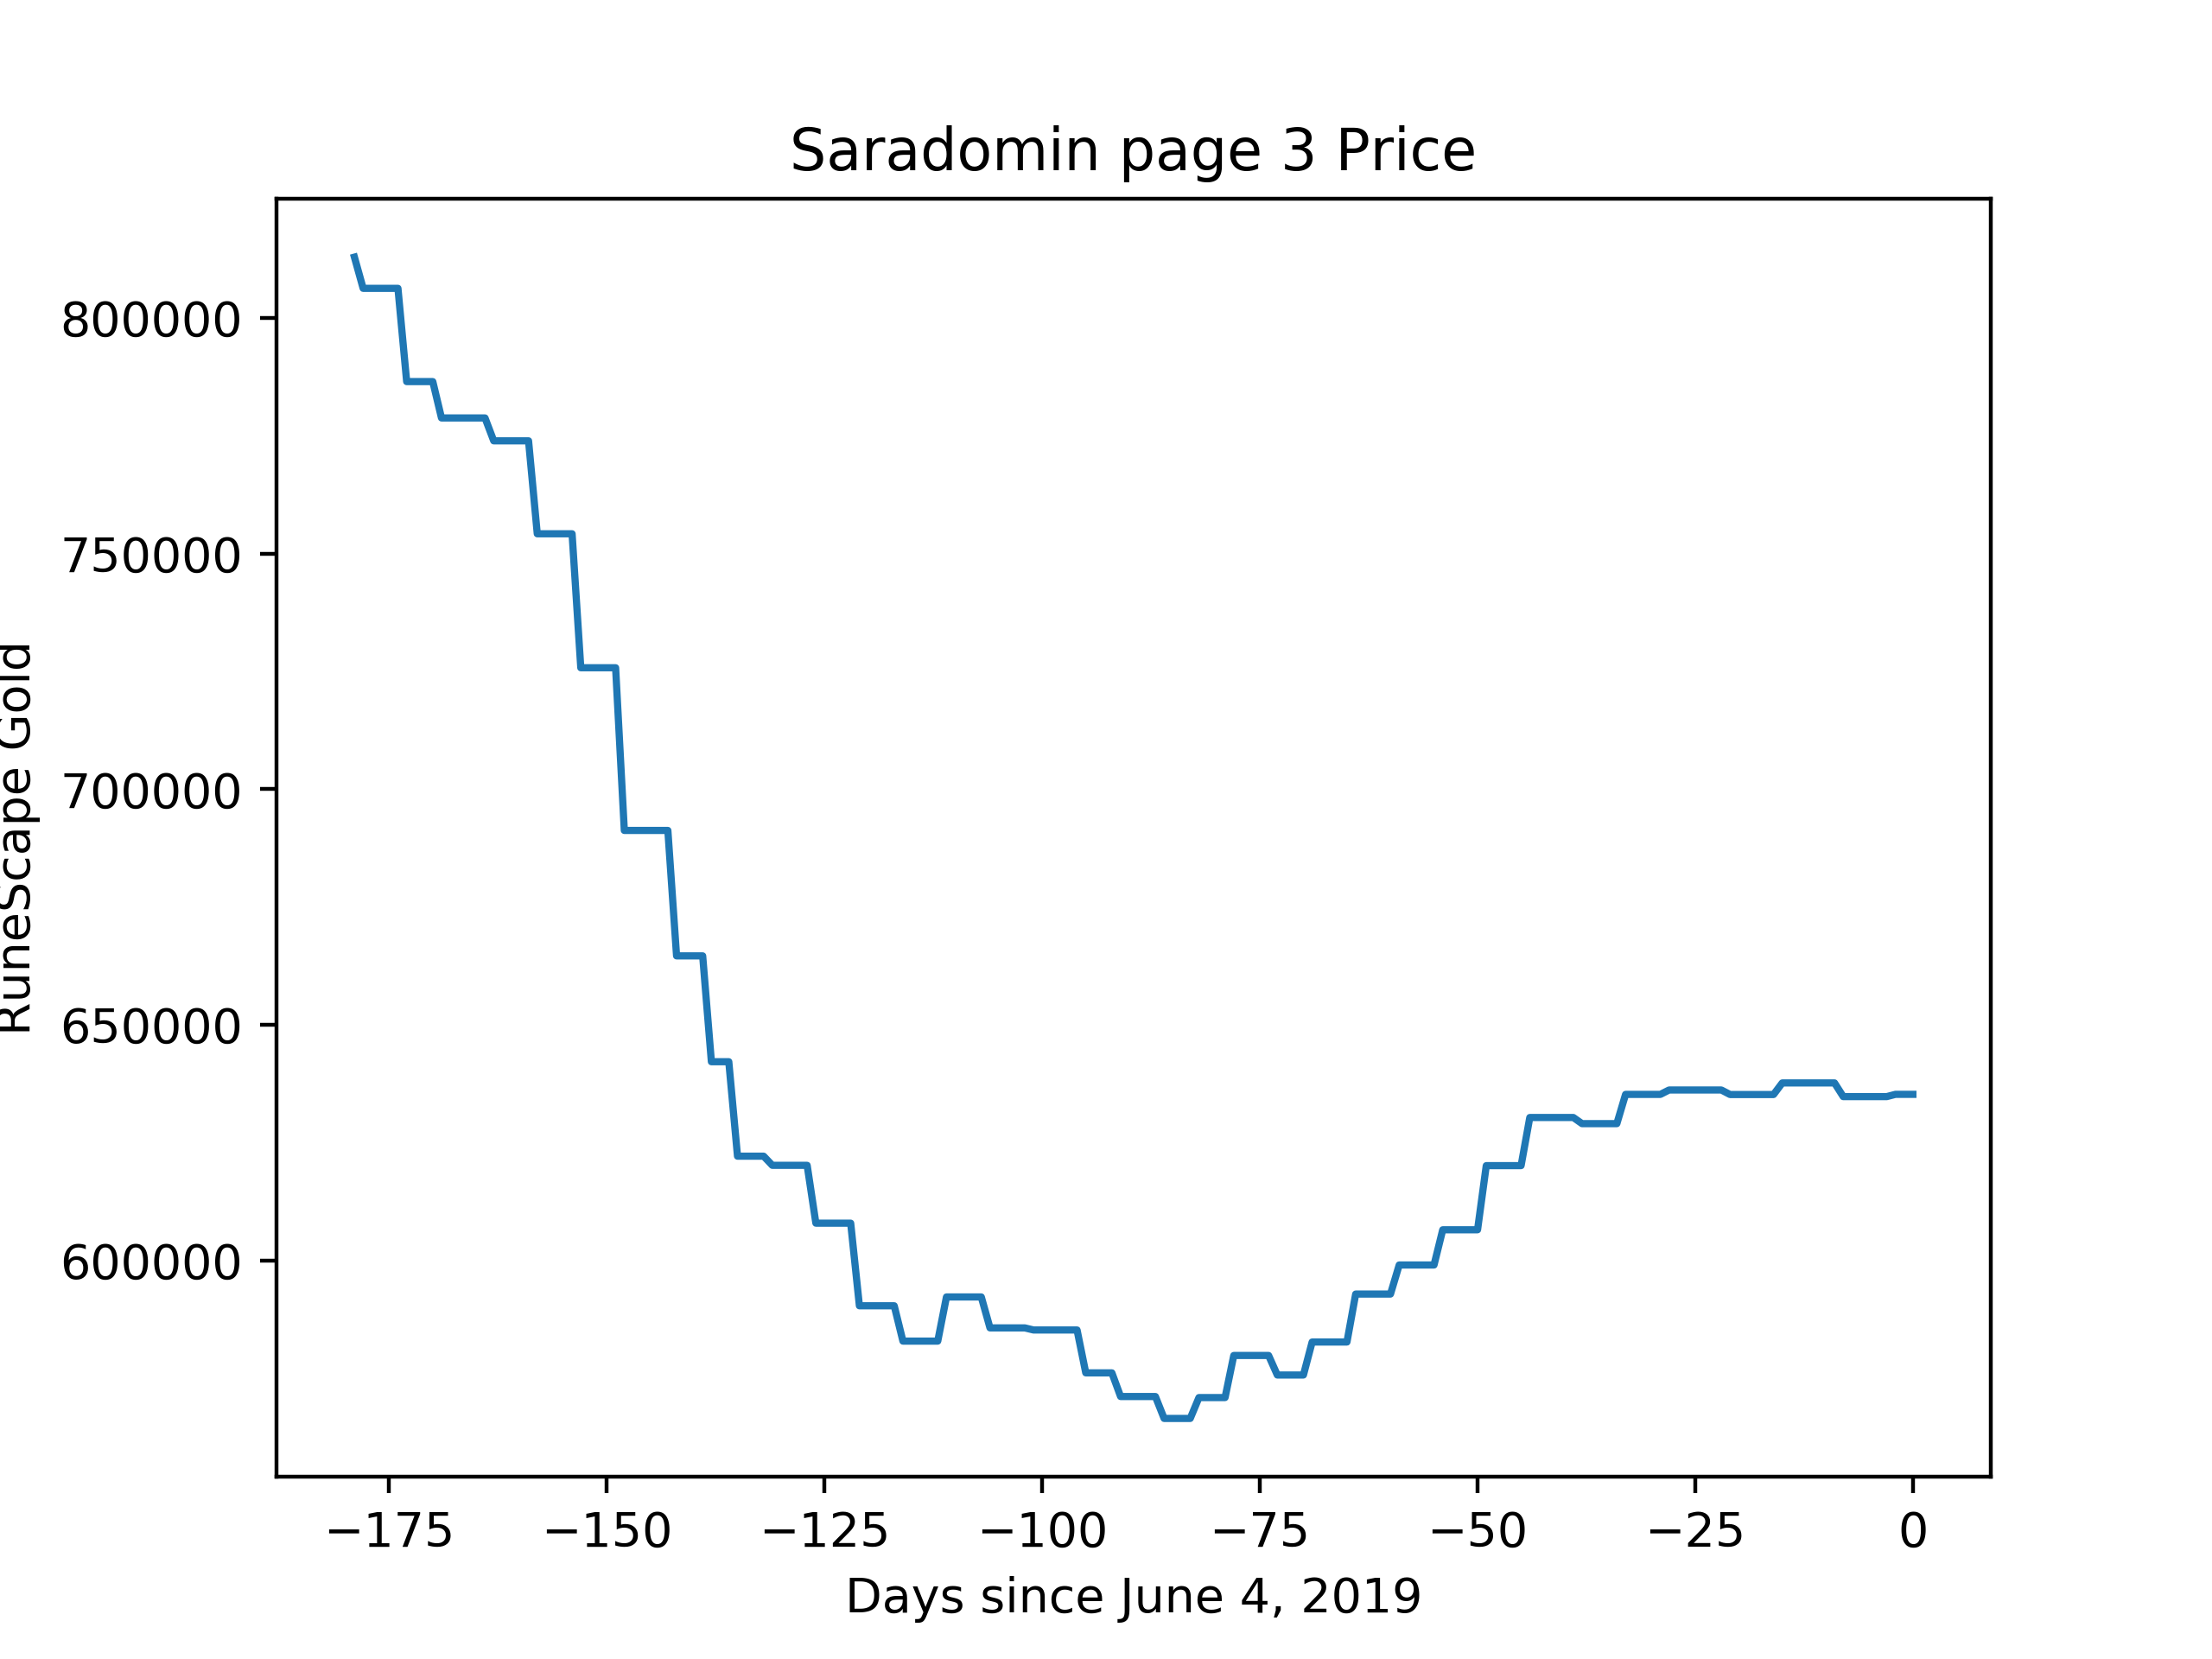 Saradomin page 3 Price
800000
750000
700000
650000
600000
RuneScape Gold
−175 −150 −125 −100 −75 −50 −25 0
Days since June 4, 2019